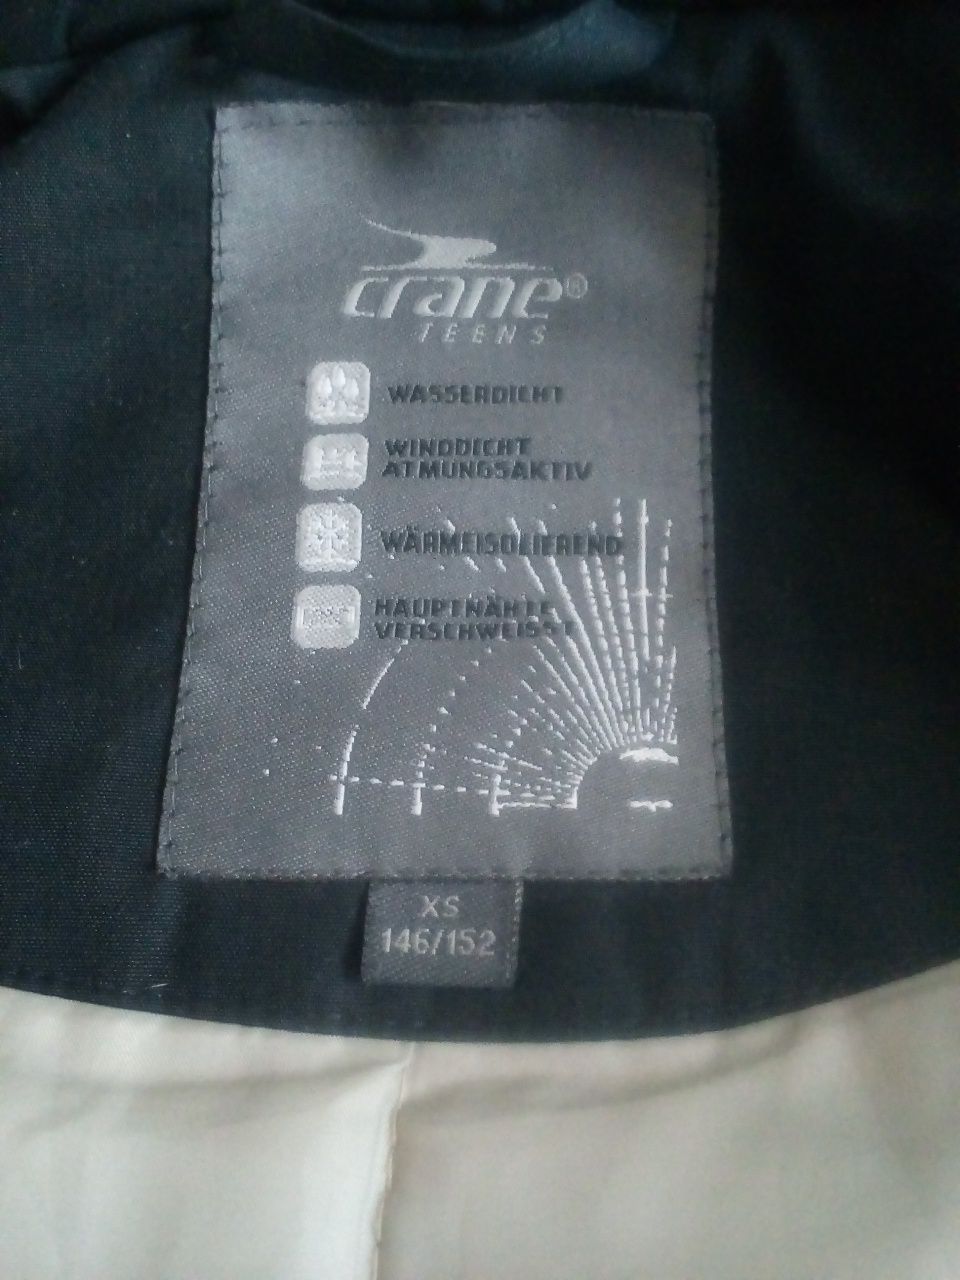 crane®
TEENS
WASSERDICHT
WINDDICHT
ATMUNGSAKTIV
WÄRMEISOLIEREND
HAUPTNÄHTE
VERSCHWEISST
XS
146/152